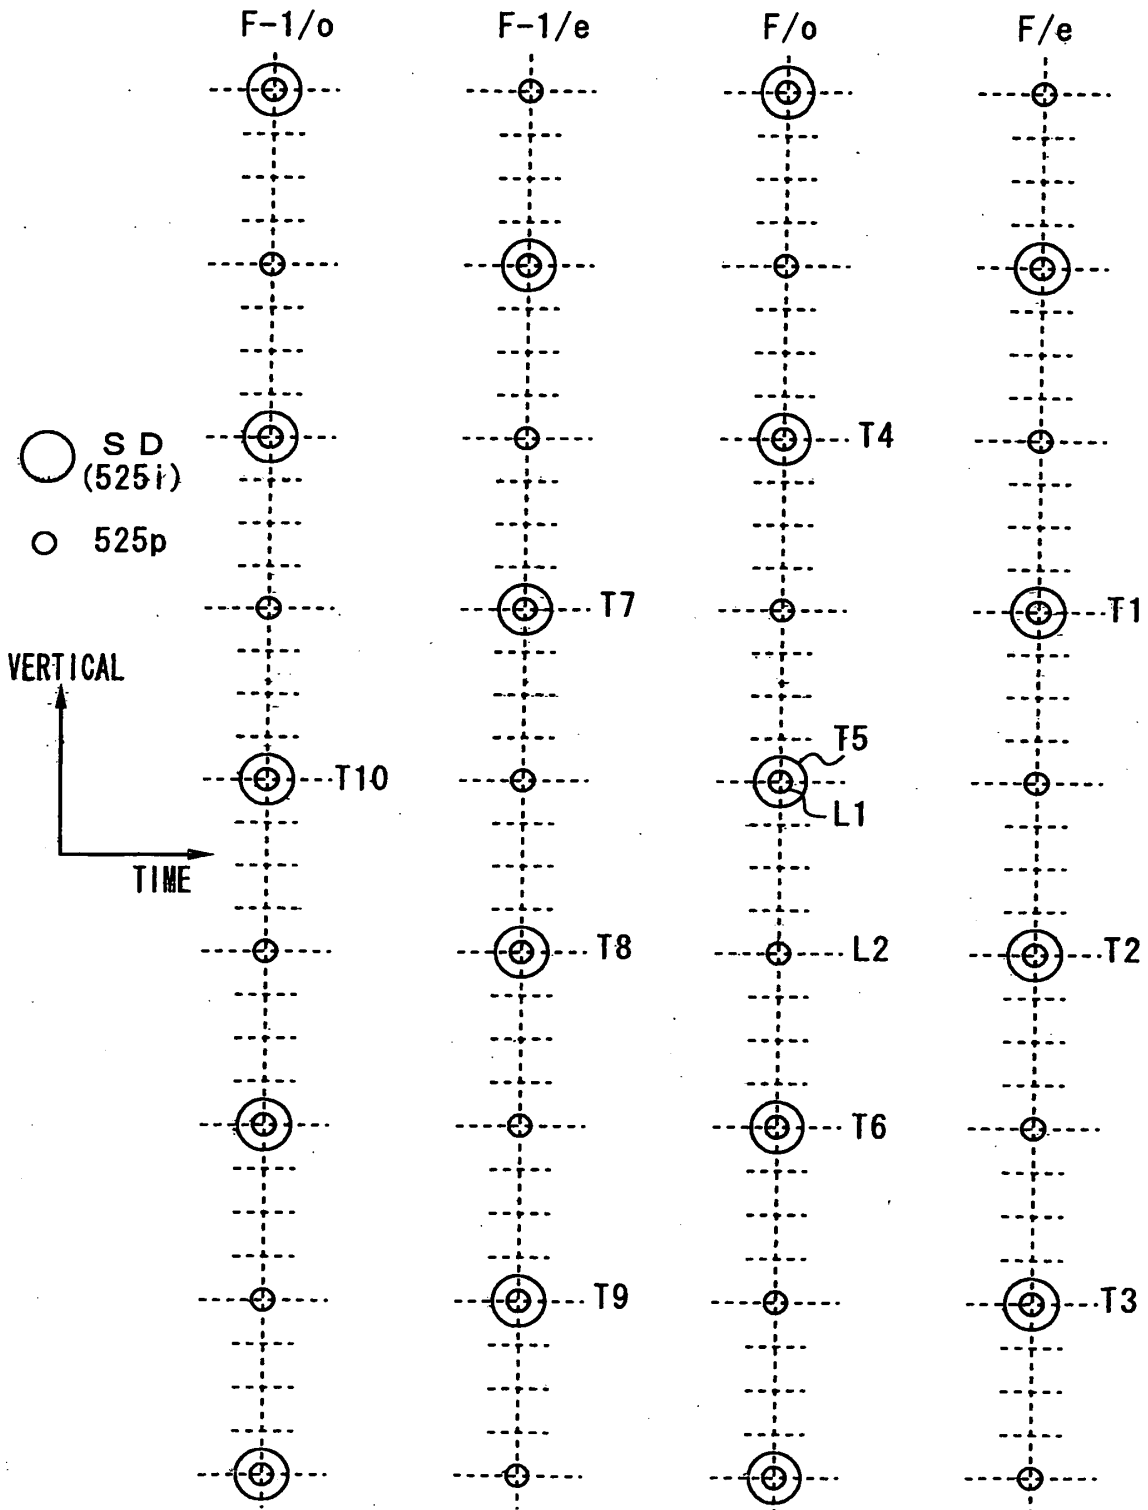 F-1/o F-1/e F/o F/e
T4
SD
(525i)
525p
T7 T1
VERTICAL
T5
T10
L1
TIME
T8 L2 T2
T6
T9 T3